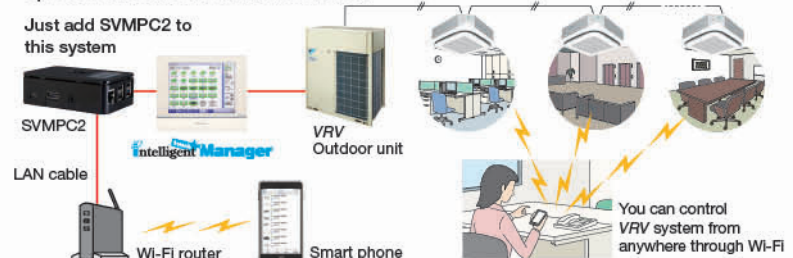 Just add SVMPC2 to
this system
SVMPC2
intelligent touch Manager
VRV
Outdoor unit
LAN cable
Wi-Fi router
Smart phone
You can control
VRV system from
anywhere through Wi-Fi